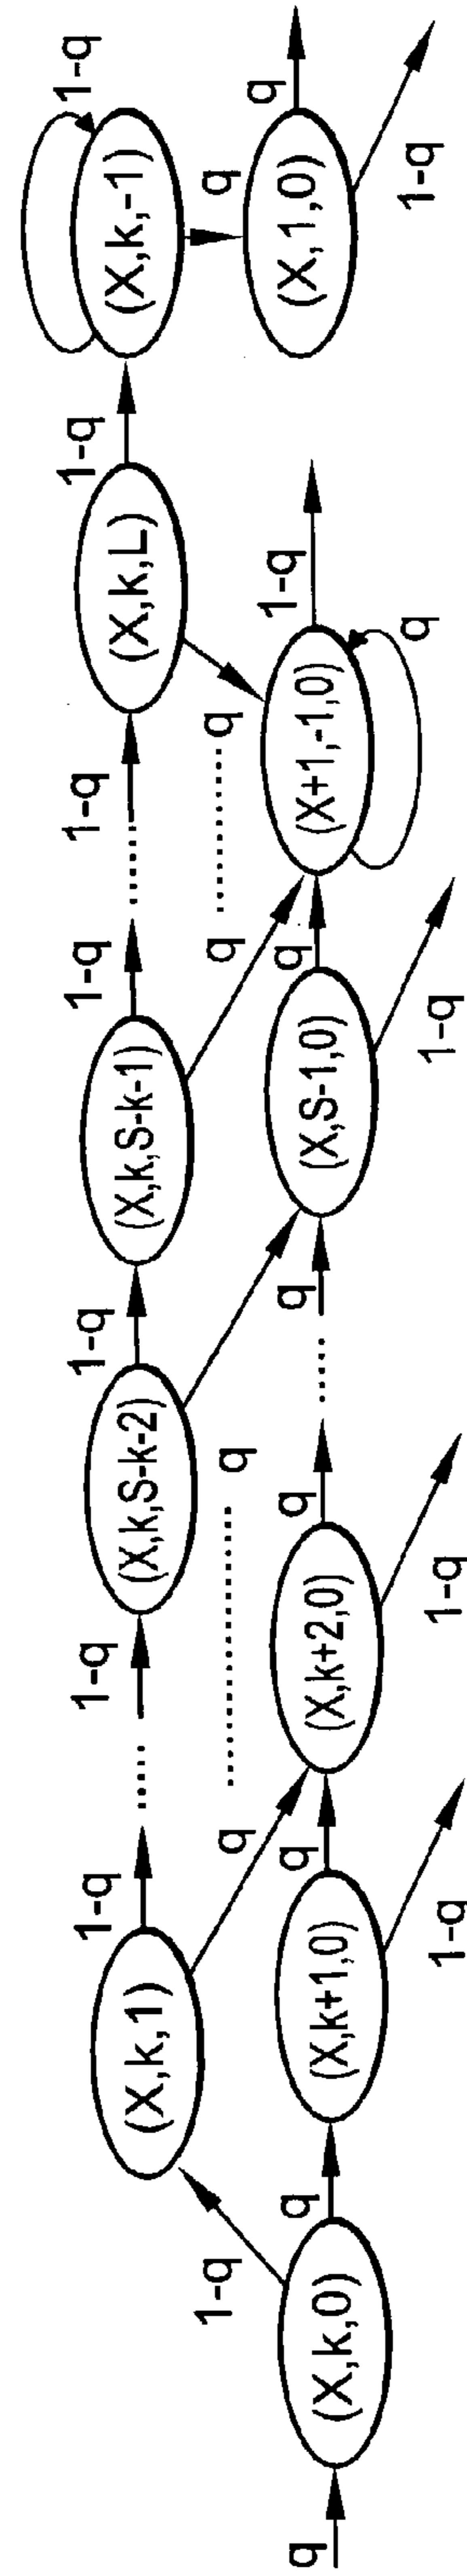 q
(X,k,0)
1-q
q
(X,k,1)
1-q
(X,k+1,0)
1-q
q
q
.....
1-q
(X,k+2,0)
1-q
q
.............
q
(X,k,S-k-2)
1-q
.....
q
(X,k,S-k-1)
1-q
(X,S-1,0)
1-q
q
q
......
1-q
.............
q
(X,k,L)
1-q
(X+1,-1,0)
q
1-q
(X,k,-1)
1-q
q
(X,1,0)
q
1-q